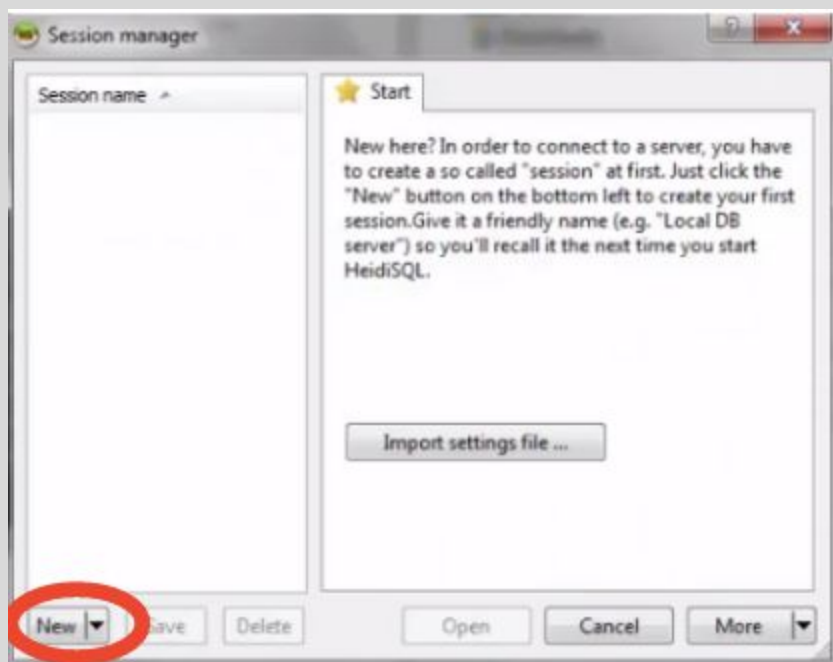 Session manager
Session name
Start
New here? In order to connect to a server, you have
to create a so called "session" at first. Just click the
"New" button on the bottom left to create your first
session.Give it a friendly name (e.g. "Local DB
server") so you'll recall it the next time you start
HeidiSQL.
Import settings file ...
New Save Delete Open Cancel More